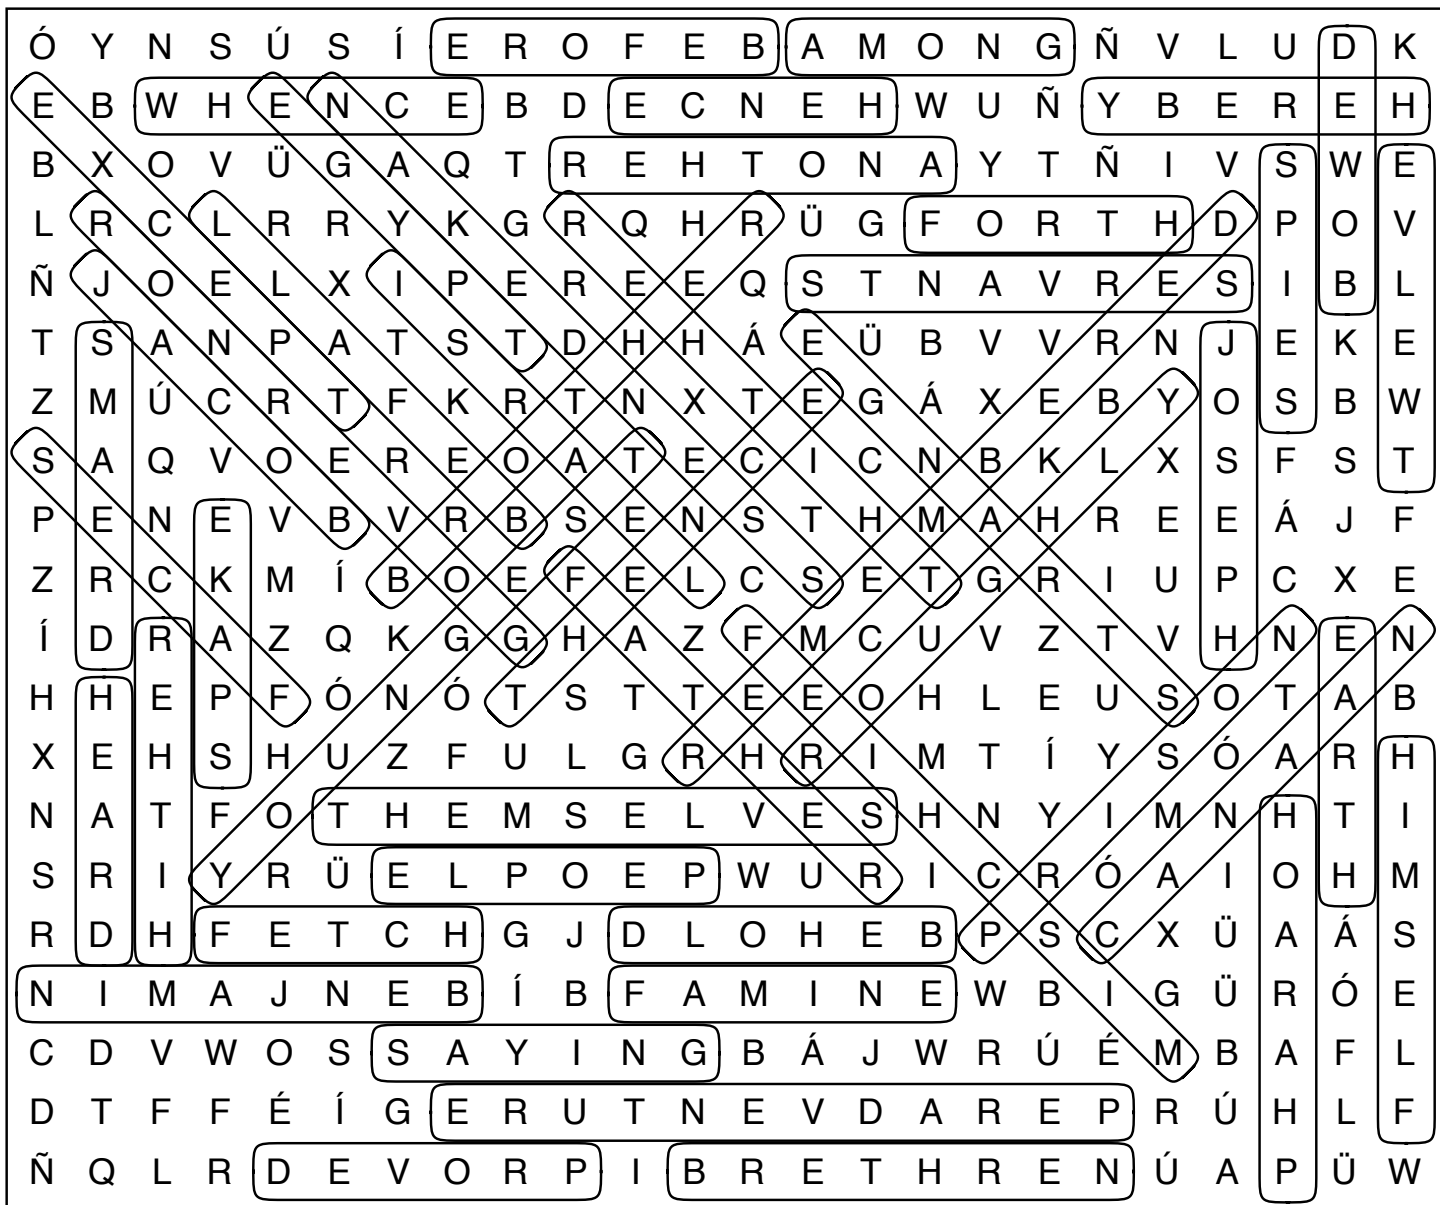 Ó Y N S Ú S Í E R O F E B A M O N G Ñ V L U D K
E B W H E N C E B D E C N E H W U Ñ Y B E R E H
B X O V Ü G A Q T R E H T O N A Y T Ñ I V S W E
L R C L R R Y K G R Q H R Ü G F O R T H D P O V
Ñ J O E L X I P E R E E Q S T N A V R E S I B L
T S A N P A T S T D H H Á E Ü B V V R N J E K E
Z M Ú C R T F K R T N X T E G Á X E B Y O S B W
S A Q V O E R E O A T E C I C N B K L X S F S T
P E N E V B V R B S E N S T H M A H R E E Á J F
Z R C K M Í B O E F E L C S E T G R I U P C X E
Í D R A Z Q K G G H A Z F M C U V Z T V H N E N
H H E P F Ó N Ó T S T T E E O H L E U S O T A B
X E H S H U Z F U L G R H R I M T Í Y S Ó A R H
N A T F O T H E M S E L V E S H N Y I M N H T I
S R I Y R Ü E L P O E P W U R I C R Ó A I O H M
R D H F E T C H G J D L O H E B P S C X Ü A Á S
N I M A J N E B Í B F A M I N E W B I G Ü R Ó E
C D V W O S S A Y I N G B Á J W R Ú É M B A F L
D T F F É Í G E R U T N E V D A R E P R Ú H L F
Ñ Q L R D E V O R P I B R E T H R E N Ú A P Ü W